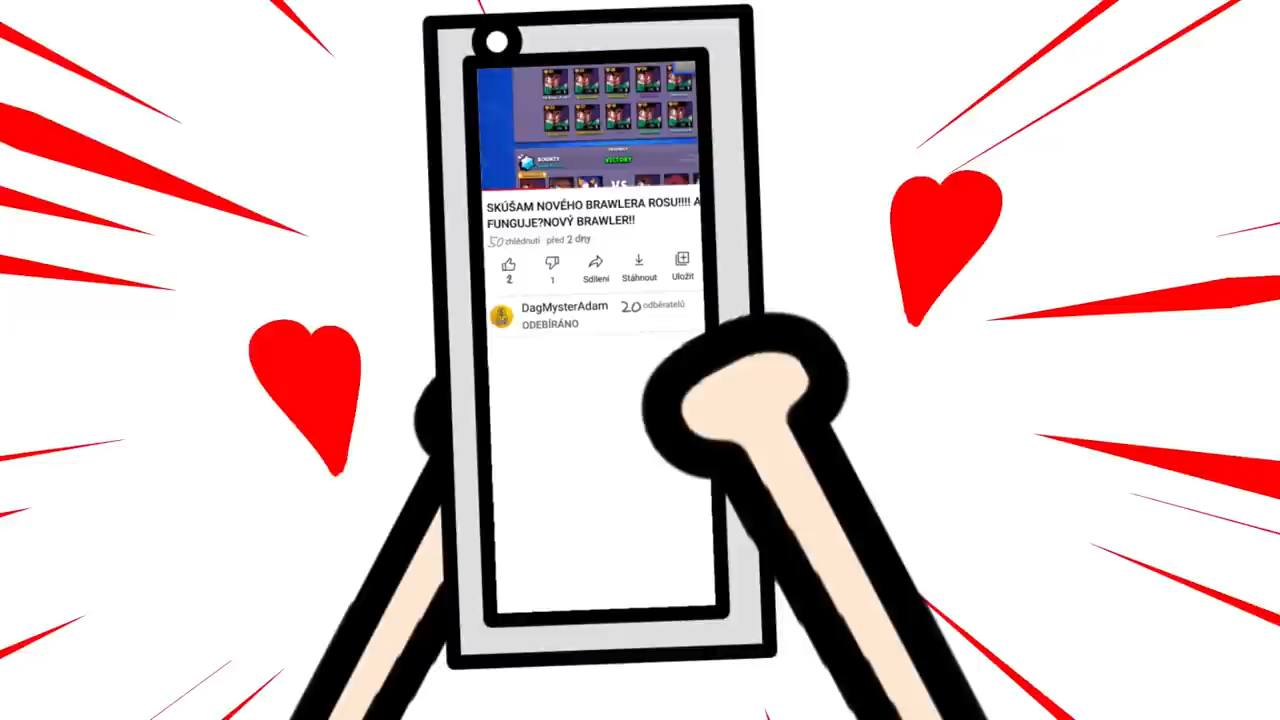 BOUNTY
VICTORY
VS
SKÚŠAM NOVÉHO BRAWLERA ROSU!!!! A
FUNGUJE?NOVÝ BRAWLER!!
50 zhlédnutí před 2 dny
2 1 Sdílení Stáhnout Uložit
DagMysterAdam 20 odběratelů
ODEBÍRÁNO